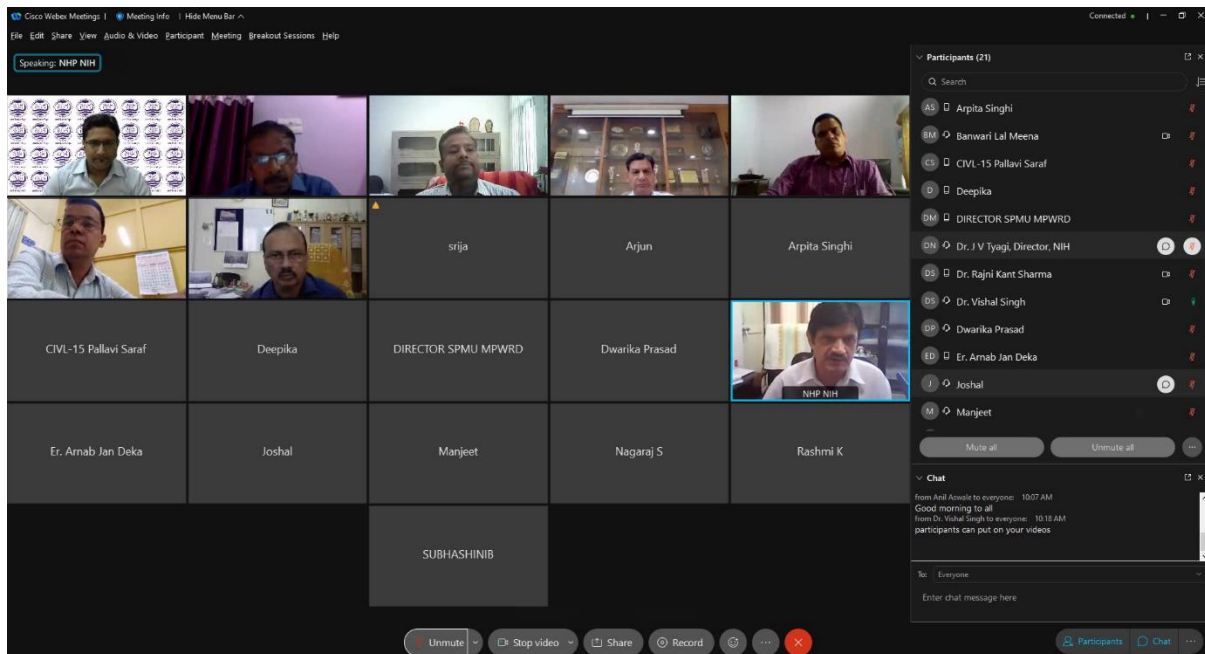 Cisco Webex Meetings
Meeting Info
Hide Menu Bar
Connected
File Edit Share View Audio & Video Participant Meeting Breakout Sessions Help
Speaking: NHP NIH
srija
Arjun
Arpita Singhi
CIVL-15 Pallavi Saraf
Deepika
DIRECTOR SPMU MPWRD
Dwarika Prasad
NHP NIH
Er. Arnab Jan Deka
Joshal
Manjeet
Nagaraj S
Rashmi K
SUBHASHINIB
Unmute
Stop video
Share
Record
Participants (21)
Search
AS Arpita Singhi
BM Banwari Lal Meena
CS CIVL-15 Pallavi Saraf
D Deepika
DM DIRECTOR SPMU MPWRD
DN Dr. J V Tyagi, Director, NIH
DS Dr. Rajni Kant Sharma
DS Dr. Vishal Singh
DP Dwarika Prasad
ED Er. Arnab Jan Deka
J Joshal
M Manjeet
Mute all
Unmute all
Chat
from Anil Aswale to everyone: 10:07 AM
Good morning to all
from Dr. Vishal Singh to everyone: 10:18 AM
participants can put on your videos
To: Everyone
Enter chat message here
Participants
Chat